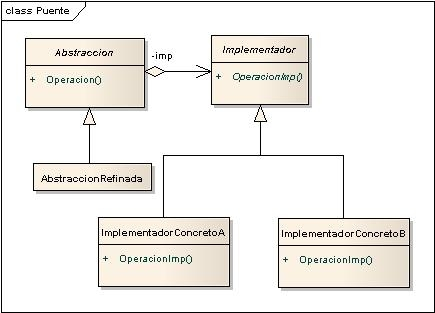 class Puente
Abstraccion
+ Operacion()
-imp
Implementador
+ OperacionImp()
AbstraccionRefinada
ImplementadorConcretoA
+ OperacionImp()
ImplementadorConcretoB
+ OperacionImp()